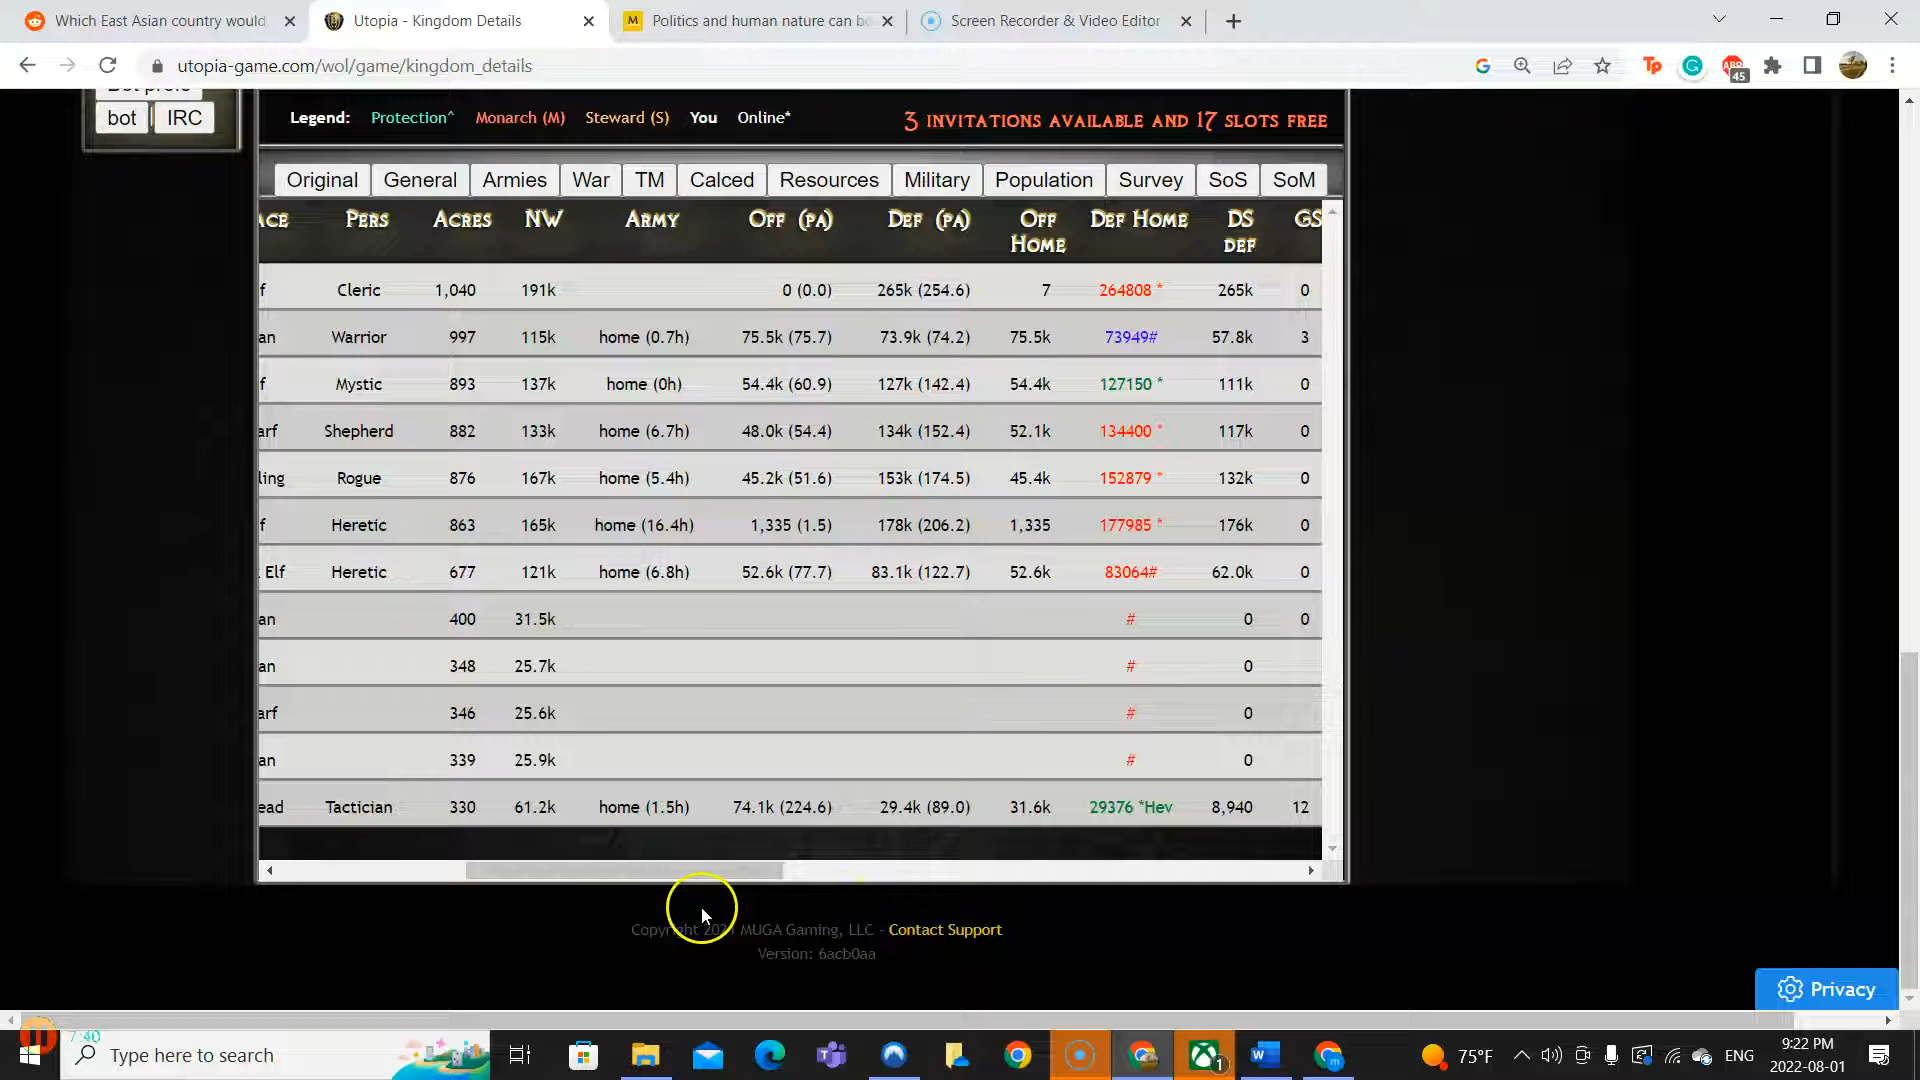 Which East Asian country would
Utopia - Kingdom Details
Politics and human nature can b
Screen Recorder & Video Editor
utopia-game.com/wol/game/kingdom_details
45
bot IRC
Legend: Protection^ Monarch (M) Steward (S) You Online*
3 invitations available and 17 slots free
Original General Armies War TM Calced Resources Military Population Survey SoS SoM
ace Pers Acres NW Army Off (pa) Def (pa) Off Home Def Home DS def GS
f Cleric 1,040 191k 0 (0.0) 265k (254.6) 7 264808 * 265k 0
an Warrior 997 115k home (0.7h) 75.5k (75.7) 73.9k (74.2) 75.5k 73949# 57.8k 3
f Mystic 893 137k home (0h) 54.4k (60.9) 127k (142.4) 54.4k 127150 * 111k 0
arf Shepherd 882 133k home (6.7h) 48.0k (54.4) 134k (152.4) 52.1k 134400 * 117k 0
ling Rogue 876 167k home (5.4h) 45.2k (51.6) 153k (174.5) 45.4k 152879 * 132k 0
f Heretic 863 165k home (16.4h) 1,335 (1.5) 178k (206.2) 1,335 177985 * 176k 0
Elf Heretic 677 121k home (6.8h) 52.6k (77.7) 83.1k (122.7) 52.6k 83064# 62.0k 0
an 400 31.5k # 0 0
an 348 25.7k # 0
arf 346 25.6k # 0
an 339 25.9k # 0
ead Tactician 330 61.2k home (1.5h) 74.1k (224.6) 29.4k (89.0) 31.6k 29376 *Hev 8,940 12
Copyright 202 MUGA Gaming, LLC - Contact Support
Version: 6acb0aa
Privacy
7:40
Type here to search
1
75°F
ENG
9:22 PM
2022-08-01